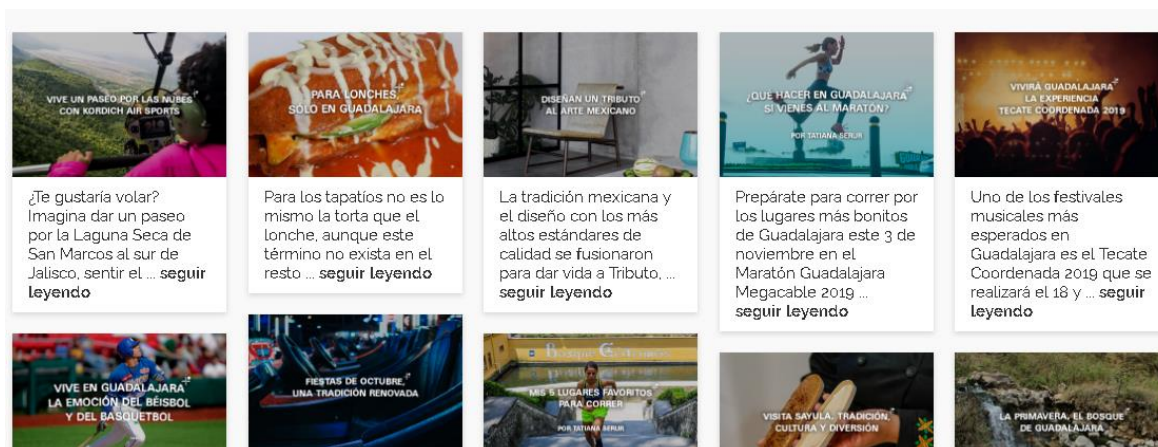 VIVE UN PASEO POR LAS NUBES
CON KORDICH AIR SPORTS
¿Te gustaría volar?
Imagina dar un paseo
por la Laguna Seca de
San Marcos al sur de
Jalisco, sentir el ... seguir
leyendo
PARA LONCHES,
SÓLO EN GUADALAJARA
Para los tapatíos no es lo
mismo la torta que el
lonche, aunque este
término no exista en el
resto ... seguir leyendo
DISEÑAN UN TRIBUTO
AL ARTE MEXICANO
La tradición mexicana y
el diseño con los más
altos estándares de
calidad se fusionaron
para dar vida a Tributo, ...
seguir leyendo
¿QUÉ HACER EN GUADALAJARA
SI VIENES AL MARATÓN?
POR TATIANA SERUR
Prepárate para correr por
los lugares más bonitos
de Guadalajara este 3 de
noviembre en el
Maratón Guadalajara
Megacable 2019 ...
seguir leyendo
VIVIRÁ GUADALAJARA
LA EXPERIENCIA
TECATE COORDENADA 2019
Uno de los festivales
musicales más
esperados en
Guadalajara es el Tecate
Coordenada 2019 que se
realizará el 18 y ... seguir
leyendo
VIVE EN GUADALAJARA
LA EMOCIÓN DEL BÉISBOL
Y DEL BASQUETBOL
FIESTAS DE OCTUBRE,
UNA TRADICIÓN RENOVADA
MIS 5 LUGARES FAVORITOS
PARA CORRER
POR TATIANA SERUR
VISITA SAYULA, TRADICIÓN,
CULTURA Y DIVERSIÓN
LA PRIMAVERA, EL BOSQUE
DE GUADALAJARA